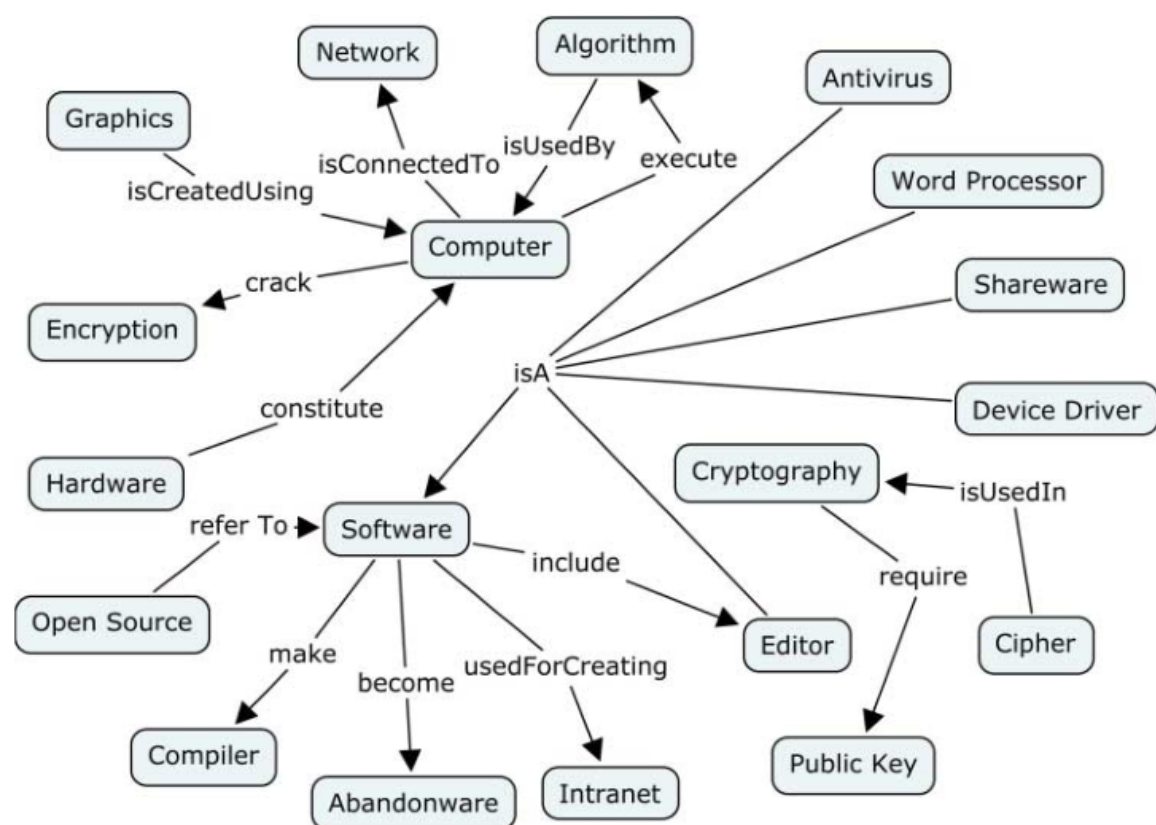 Network
Algorithm
Antivirus
Graphics
isConnectedTo
isUsedBy
execute
isCreatedUsing
Word Processor
Computer
crack
Shareware
Encryption
isA
constitute
Device Driver
Hardware
Cryptography
isUsedIn
refer To
Software
include
require
Open Source
make
become
usedForCreating
Editor
Cipher
Compiler
Abandonware
Intranet
Public Key